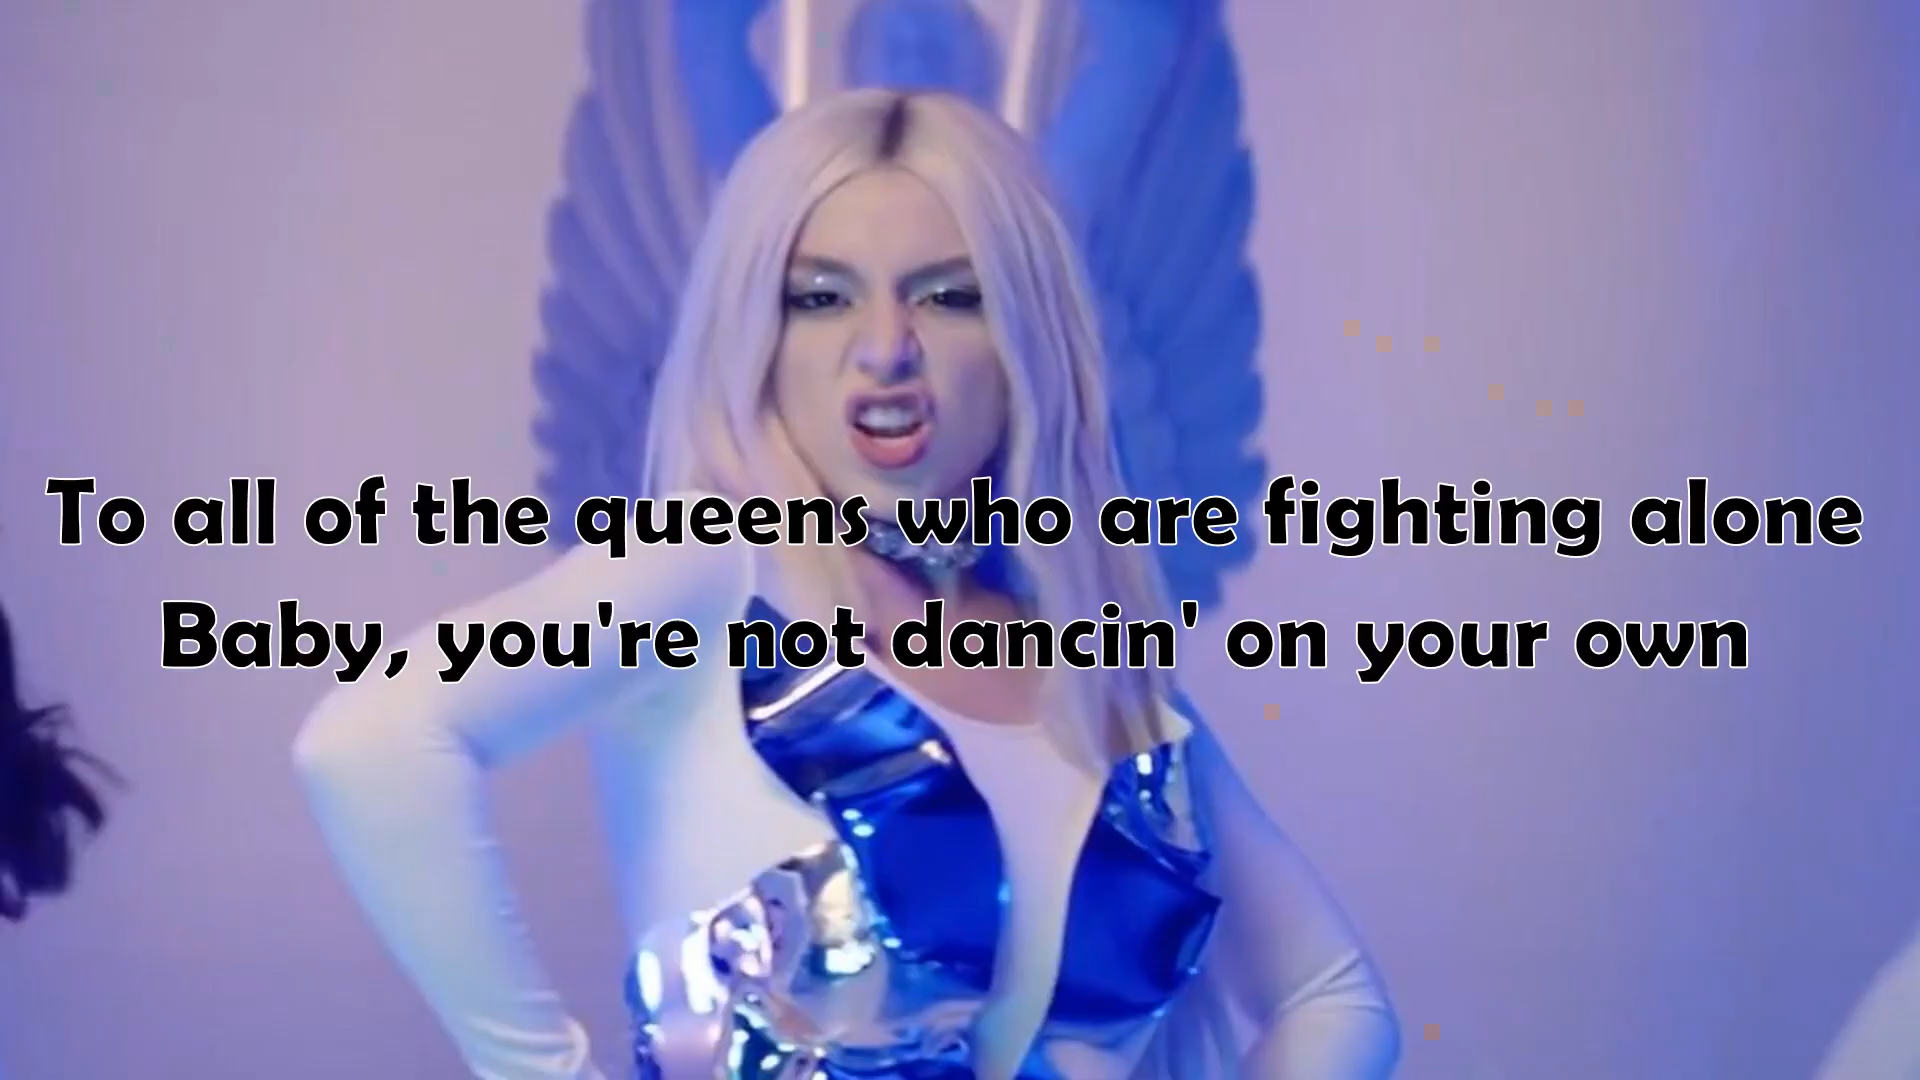 To all of the queens who are fighting alone
Baby, you're not dancin' on your own